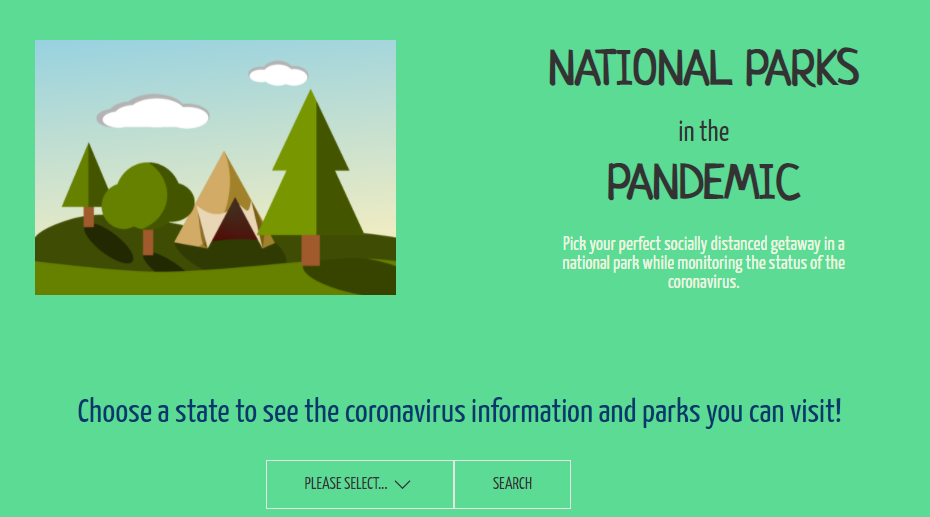 NATIONAL PARKS
in the
PANDEMIC
Pick your perfect socially distanced getaway in a
national park while monitoring the status of the
coronavirus.
Choose a state to see the coronavirus information and parks you can visit!
PLEASE SELECT... SEARCH